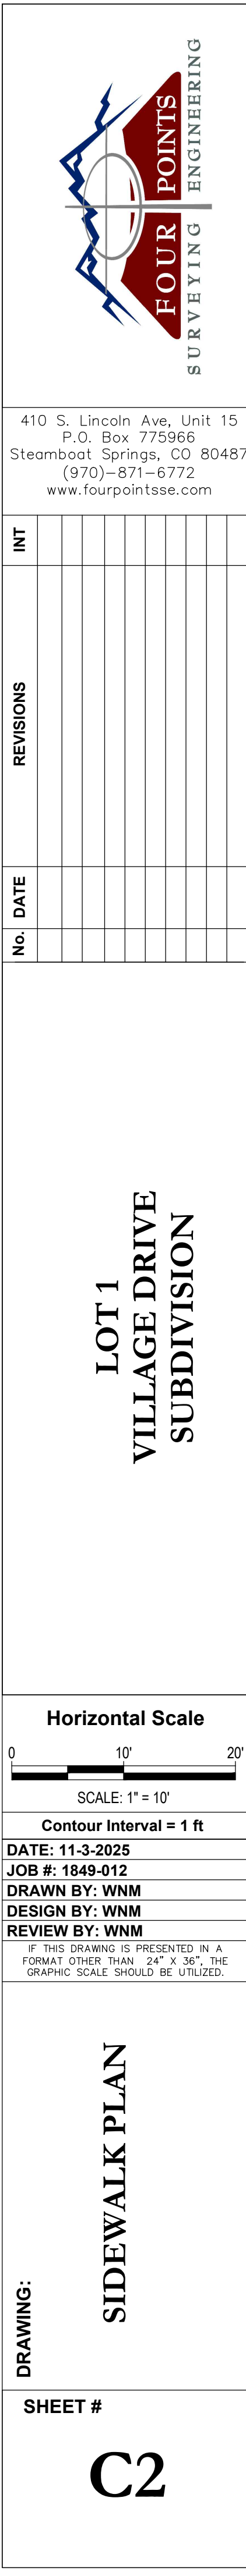 FOUR POINTS
SURVEYING ENGINEERING
410 S. Lincoln Ave, Unit 15
P.O. Box 775966
Steamboat Springs, CO 80487
(970)-871-6772
www.fourpointsse.com
No. DATE REVISIONS INT
LOT 1
VILLAGE DRIVE
SUBDIVISION
Horizontal Scale
0 10' 20'
SCALE: 1" = 10'
Contour Interval = 1 ft
DATE: 11-3-2025
JOB #: 1849-012
DRAWN BY: WNM
DESIGN BY: WNM
REVIEW BY: WNM
IF THIS DRAWING IS PRESENTED IN A
FORMAT OTHER THAN 24" X 36", THE
GRAPHIC SCALE SHOULD BE UTILIZED.
DRAWING:
SIDEWALK PLAN
SHEET #
C2